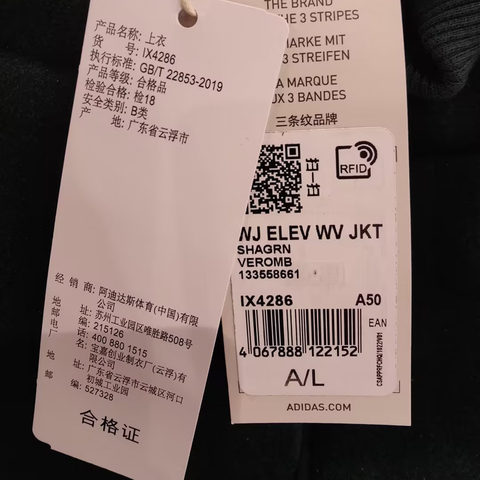 产品名称: 上衣
货 号: IX4286
执行标准: GB/T 22853-2019
产品等级: 合格品
检验合格: 检18
安全类别: B类
产 地: 广东省云浮市
经 销 商: 阿迪达斯体育(中国)有限
公司
地 址: 苏州工业园区唯胜路508号
邮 编: 215126
电 话: 400 880 1515
厂 名: 宝嘉创业制衣厂(云浮)有
限公司
地 址: 广东省云浮市云城区河口
初城工业园
邮 编: 527328
合格证
THE BRAND
THE 3 STRIPES
MARKE MIT
3 STREIFEN
LA MARQUE
AUX 3 BANDES
三条纹品牌
扫一扫
RFID
WJ ELEV WV JKT
SHAGRN
VEROMB
133558661
IX4286 A50
EAN
4 067888 122152
A/L
ADIDAS.COM